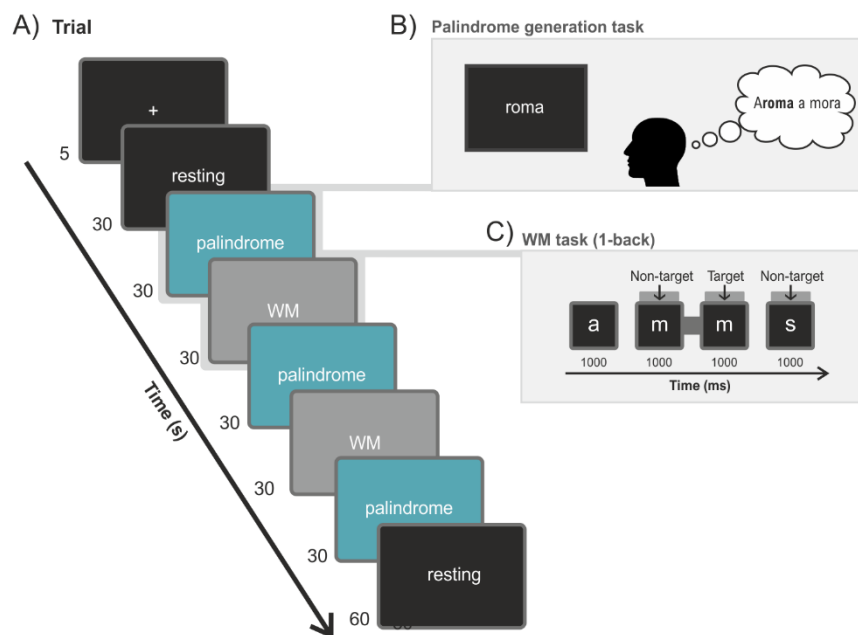 A) Trial
+
5
resting
30
palindrome
30
WM
30
palindrome
30
WM
30
palindrome
30
resting
60
Time (s)
B) Palindrome generation task
roma
Aroma a mora
C) WM task (1-back)
Non-target Target Non-target
a m m s
1000 1000 1000 1000
Time (ms)